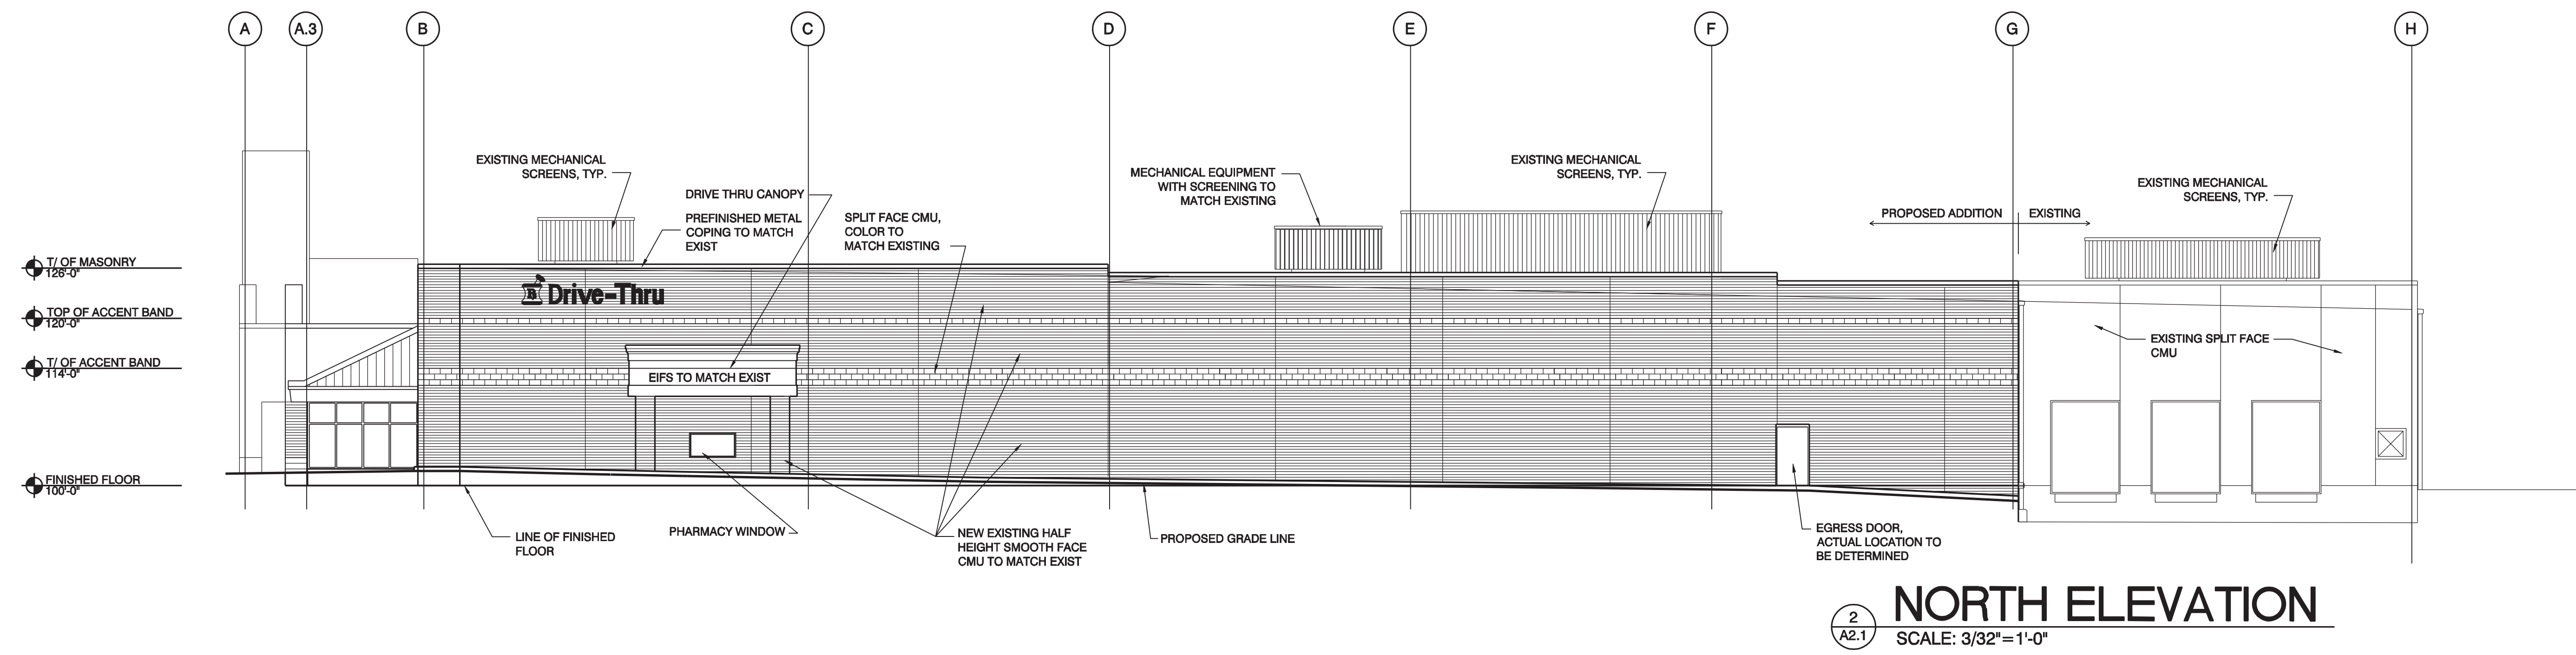 A
A.3
B
C
D
E
F
G
H
EXISTING MECHANICAL
SCREENS, TYP.
DRIVE THRU CANOPY
PREFINISHED METAL
COPING TO MATCH
EXIST
SPLIT FACE CMU,
COLOR TO
MATCH EXISTING
MECHANICAL EQUIPMENT
WITH SCREENING TO
MATCH EXISTING
EXISTING MECHANICAL
SCREENS, TYP.
PROPOSED ADDITION
EXISTING
EXISTING MECHANICAL
SCREENS, TYP.
T/ OF MASONRY
126'-0"
TOP OF ACCENT BAND
120'-0"
T/ OF ACCENT BAND
114'-0"
FINISHED FLOOR
100'-0"
Drive-Thru
EIFS TO MATCH EXIST
EXISTING SPLIT FACE
CMU
LINE OF FINISHED
FLOOR
PHARMACY WINDOW
NEW EXISTING HALF
HEIGHT SMOOTH FACE
CMU TO MATCH EXIST
PROPOSED GRADE LINE
EGRESS DOOR,
ACTUAL LOCATION TO
BE DETERMINED
2
A2.1
NORTH ELEVATION
SCALE: 3/32"=1'-0"